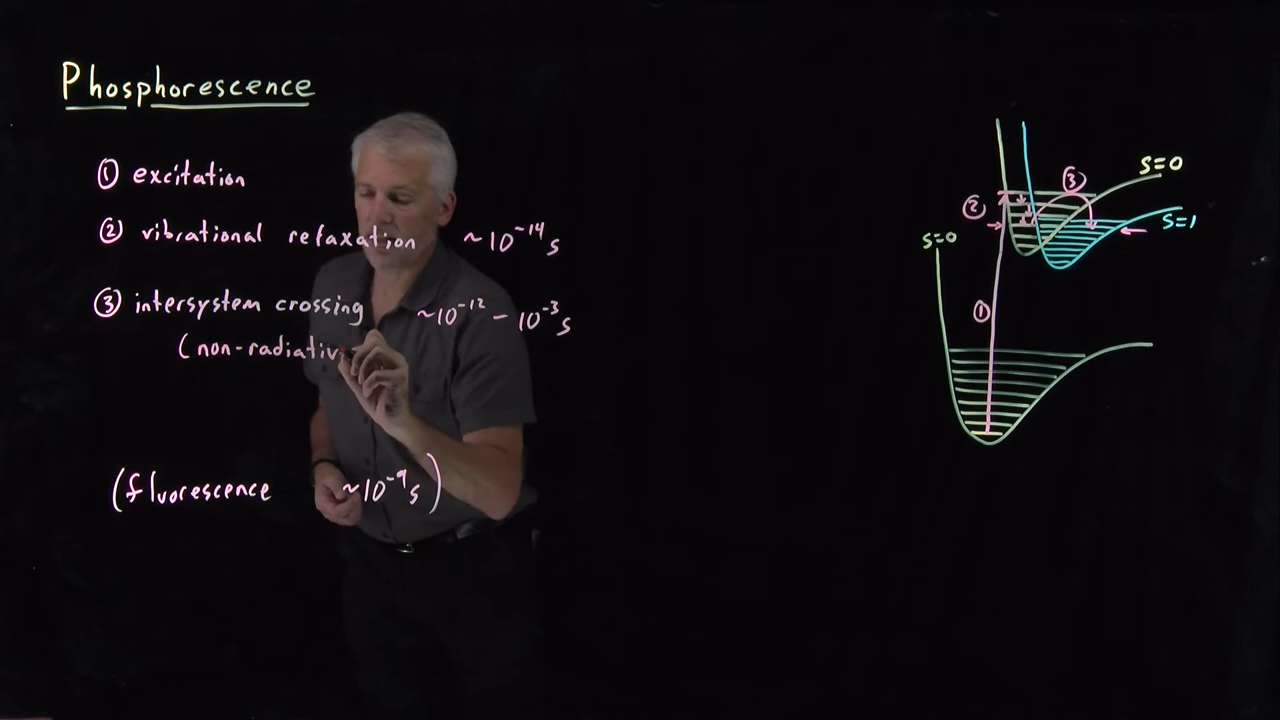 Phosphorescence
① excitation
② vibrational relaxation ~10⁻¹⁴ s
③ intersystem crossing ~10⁻¹² – 10⁻³ s
(non-radiativ
(fluorescence ~10⁻⁹ s)
S=0
③
②
S=1
S=0
①